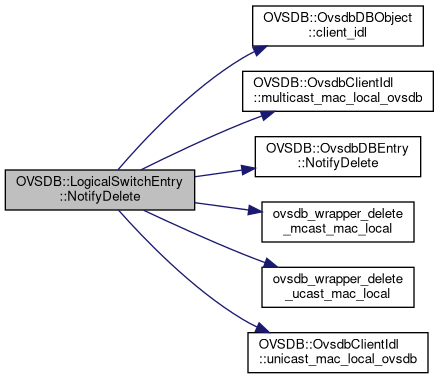 OVSDB::OvsdbDBObject
::client_idl
OVSDB::OvsdbClientIdl
::multicast_mac_local_ovsdb
OVSDB::OvsdbDBEntry
::NotifyDelete
OVSDB::LogicalSwitchEntry
::NotifyDelete
ovsdb_wrapper_delete
_mcast_mac_local
ovsdb_wrapper_delete
_ucast_mac_local
OVSDB::OvsdbClientIdl
::unicast_mac_local_ovsdb